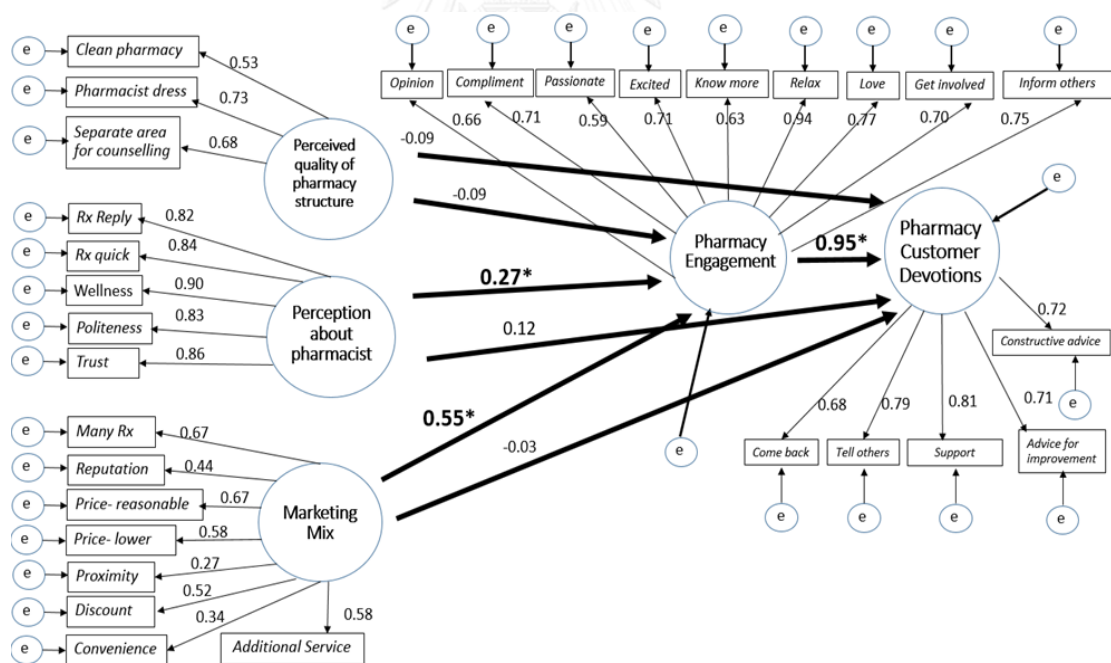 e
Clean pharmacy
0.53
e
Pharmacist dress
0.73
e
Separate area
for counselling
0.68
Perceived
quality of
pharmacy
structure
e
Rx Reply
0.82
e
Rx quick
0.84
e
Wellness
0.90
e
Politeness
0.83
e
Trust
0.86
Perception
about
pharmacist
e
Many Rx
0.67
e
Reputation
0.44
e
Price- reasonable
0.67
e
Price- lower
0.58
e
Proximity
0.27
e
Discount
0.52
e
Convenience
0.34
Additional Service
0.58
Marketing
Mix
e
e
e
e
e
e
e
e
e
Opinion
Compliment
Passionate
Excited
Know more
Relax
Love
Get involved
Inform others
0.66
0.71
0.59
0.71
0.63
0.94
0.77
0.70
0.75
-0.09
-0.09
0.27*
0.12
0.55*
-0.03
Pharmacy
Engagement
e
0.95*
Pharmacy
Customer
Devotions
e
0.72
Constructive advice
e
0.68
0.79
0.81
0.71
Come back
Tell others
Support
Advice for
improvement
e
e
e
e